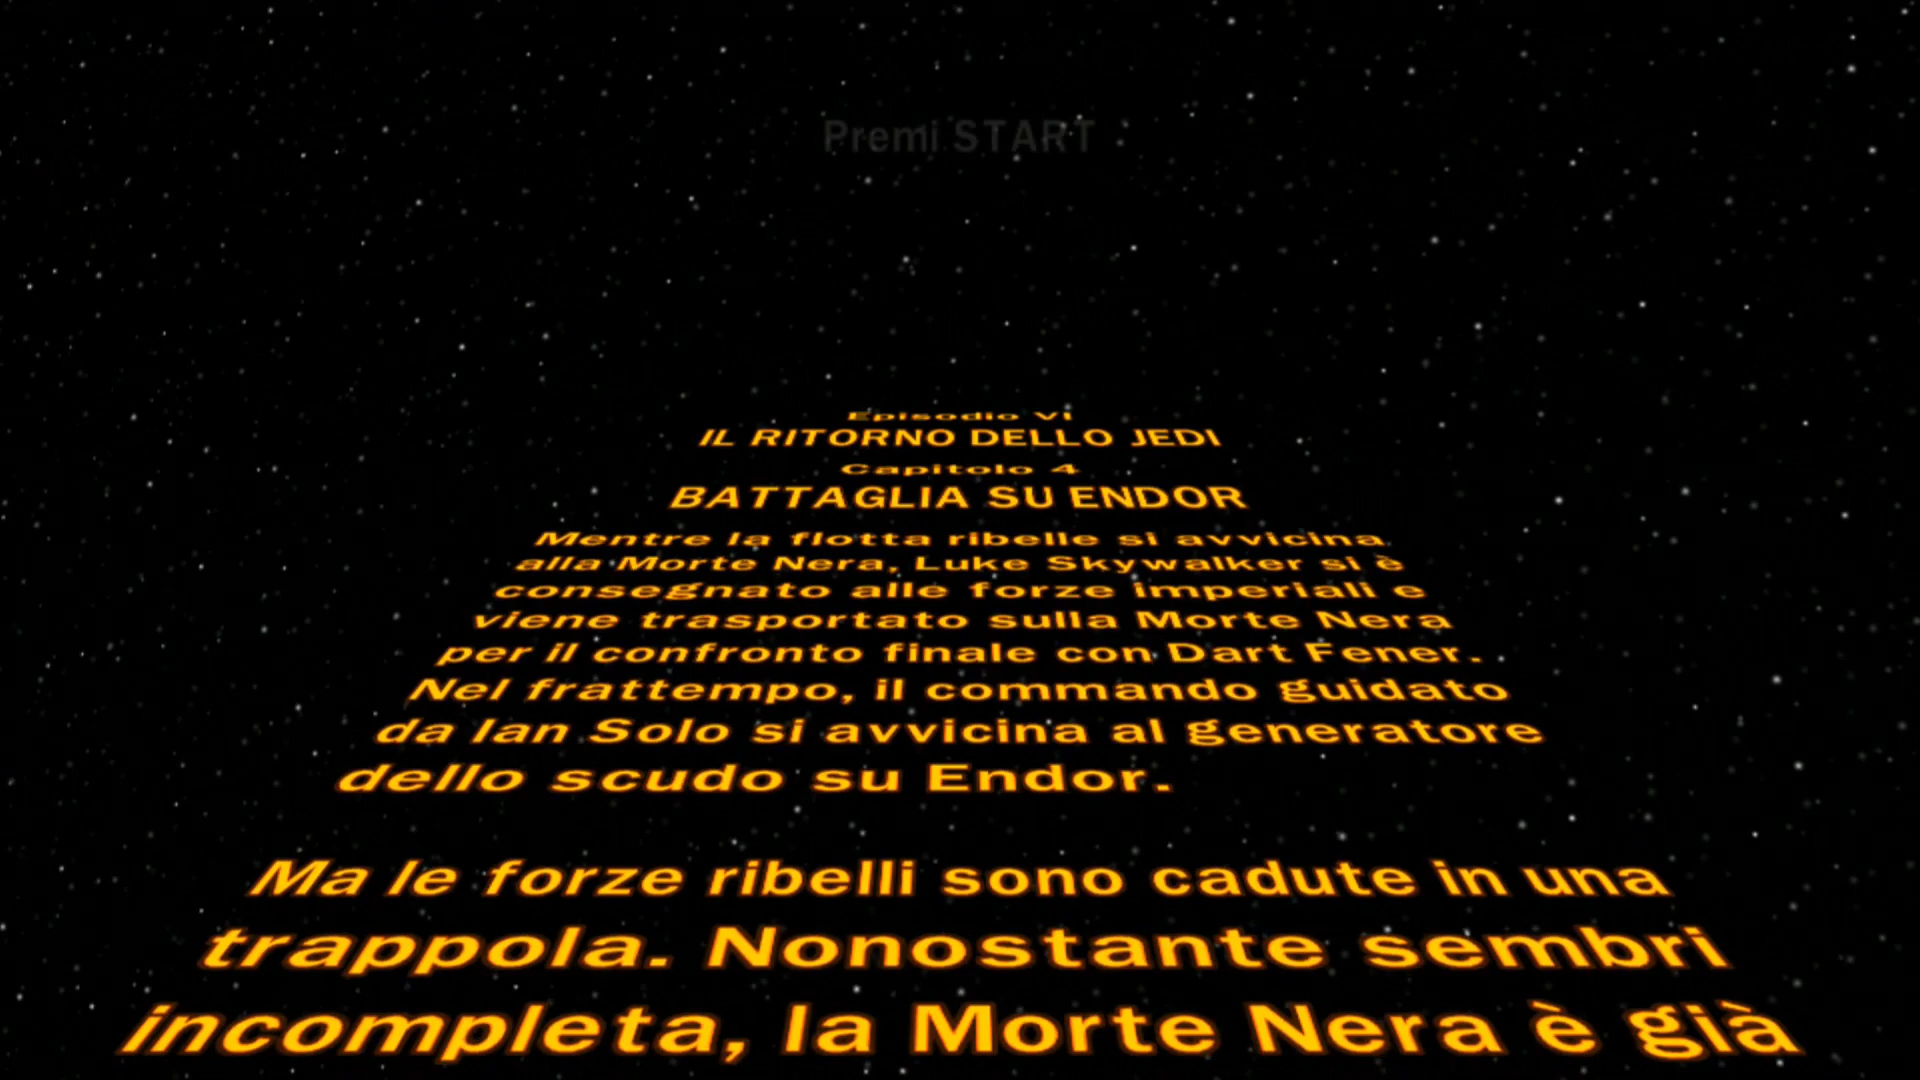 Premi START
Episodio VI
IL RITORNO DELLO JEDI
Capitolo 4
BATTAGLIA SU ENDOR
Mentre la flotta ribelle si avvicina
alla Morte Nera, Luke Skywalker si è
consegnato alle forze imperiali e
viene trasportato sulla Morte Nera
per il confronto finale con Dart Fener.
Nel frattempo, il commando guidato
da Ian Solo si avvicina al generatore
dello scudo su Endor.
Ma le forze ribelli sono cadute in una
trappola. Nonostante sembri
incompleta, la Morte Nera è già